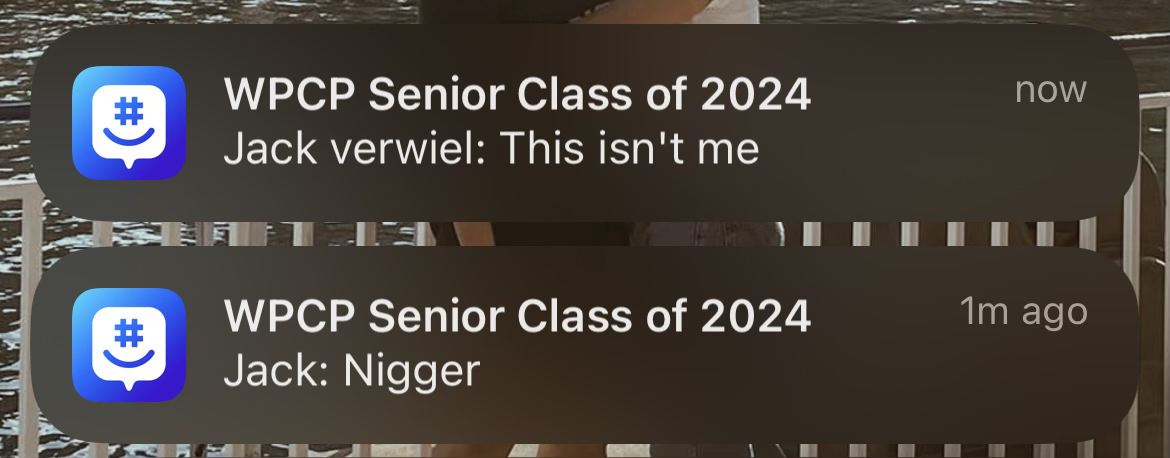 WPCP Senior Class of 2024 now
Jack verwiel: This isn't me
WPCP Senior Class of 2024 1m ago
Jack: Nigger